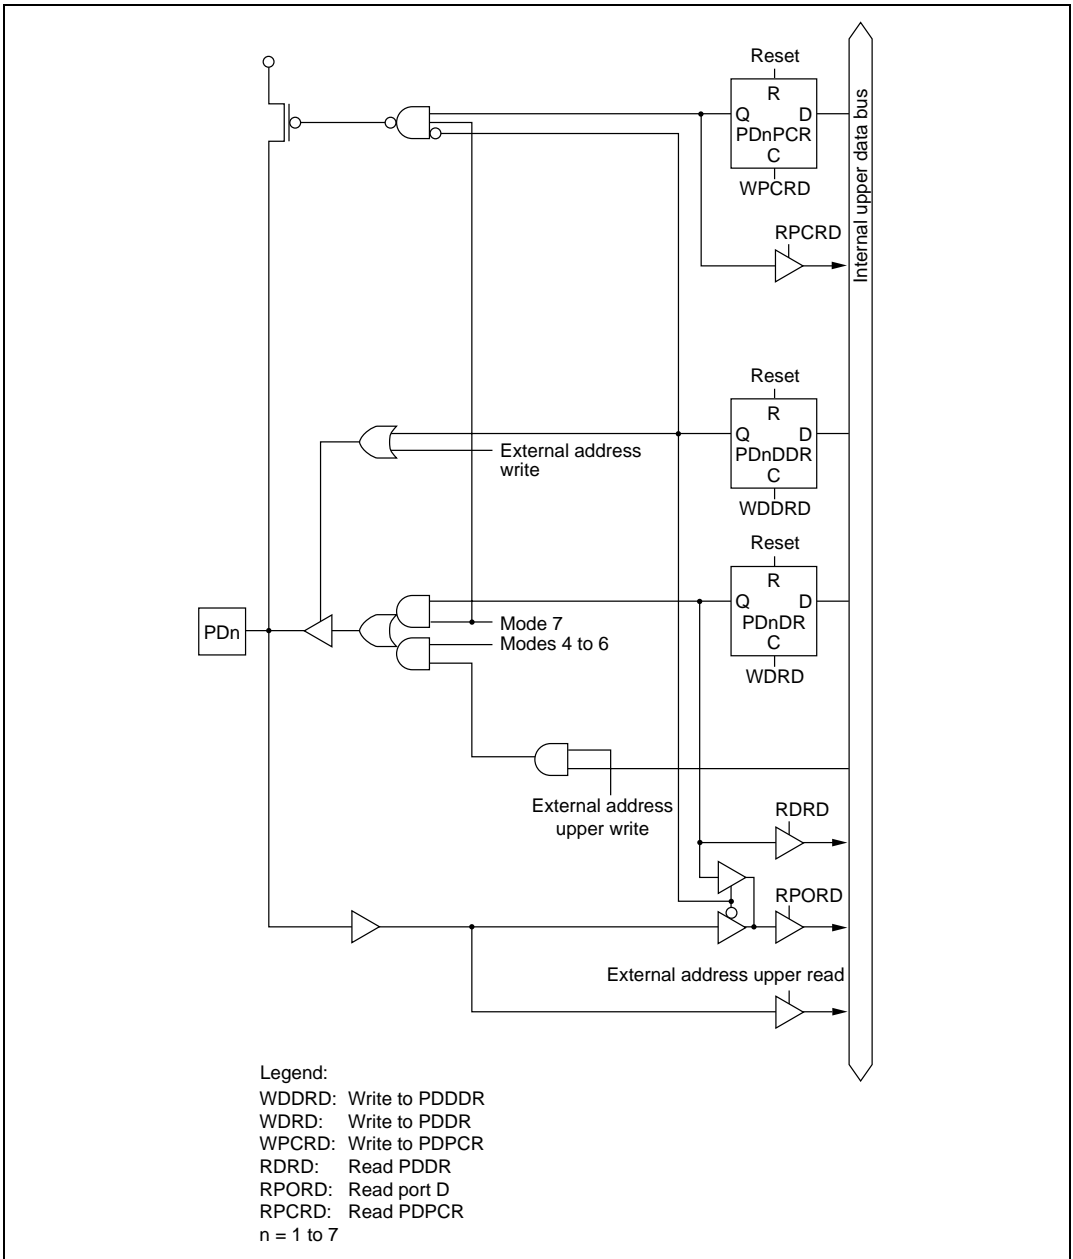 Reset
R
Q D
PDnPCR
C
WPCRD
RPCRD
Internal upper data bus
Reset
R
Q D
PDnDDR
C
WDDRD
External address
write
Reset
R
Q D
PDnDR
C
WDRD
PDn
Mode 7
Modes 4 to 6
External address
upper write
RDRD
RPORD
External address upper read
Legend:
WDDRD: Write to PDDDR
WDRD: Write to PDDR
WPCRD: Write to PDPCR
RDRD: Read PDDR
RPORD: Read port D
RPCRD: Read PDPCR
n = 1 to 7